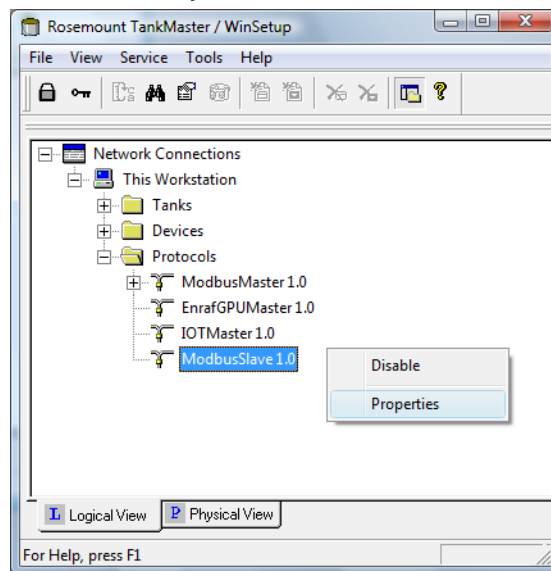 Rosemount TankMaster / WinSetup
File View Service Tools Help
Network Connections
This Workstation
Tanks
Devices
Protocols
ModbusMaster 1.0
EnrafGPUMaster 1.0
IOTMaster 1.0
ModbusSlave 1.0
Disable
Properties
L Logical View P Physical View
For Help, press F1